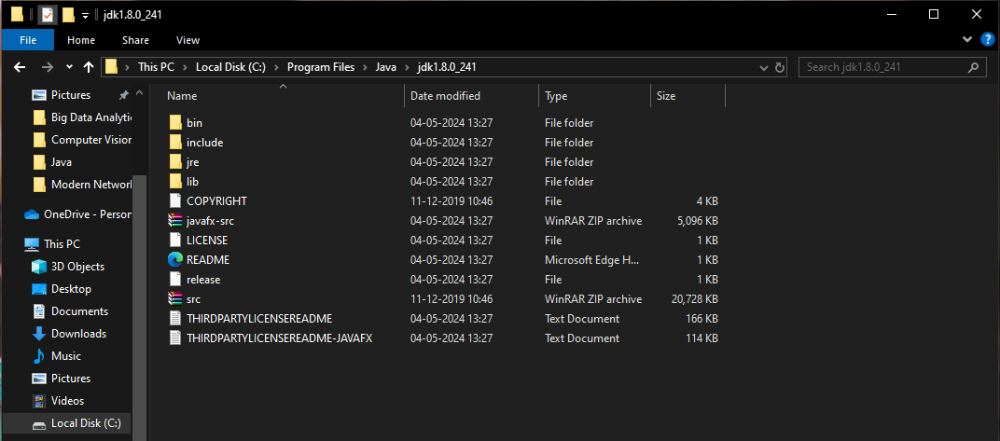 jdk1.8.0_241
File Home Share View
This PC Local Disk (C:) Program Files Java jdk1.8.0_241 Search jdk1.8.0_241
Pictures
Big Data Analytic
Computer Vision
Java
Modern Network
OneDrive - Person
This PC
3D Objects
Desktop
Documents
Downloads
Music
Pictures
Videos
Local Disk (C:)
Name Date modified Type Size
bin 04-05-2024 13:27 File folder
include 04-05-2024 13:27 File folder
jre 04-05-2024 13:27 File folder
lib 04-05-2024 13:27 File folder
COPYRIGHT 11-12-2019 10:46 File 4 KB
javafx-src 04-05-2024 13:27 WinRAR ZIP archive 5,096 KB
LICENSE 04-05-2024 13:27 File 1 KB
README 04-05-2024 13:27 Microsoft Edge H... 1 KB
release 04-05-2024 13:27 File 1 KB
src 11-12-2019 10:46 WinRAR ZIP archive 20,728 KB
THIRDPARTYLICENSEREADME 04-05-2024 13:27 Text Document 166 KB
THIRDPARTYLICENSEREADME-JAVAFX 04-05-2024 13:27 Text Document 114 KB